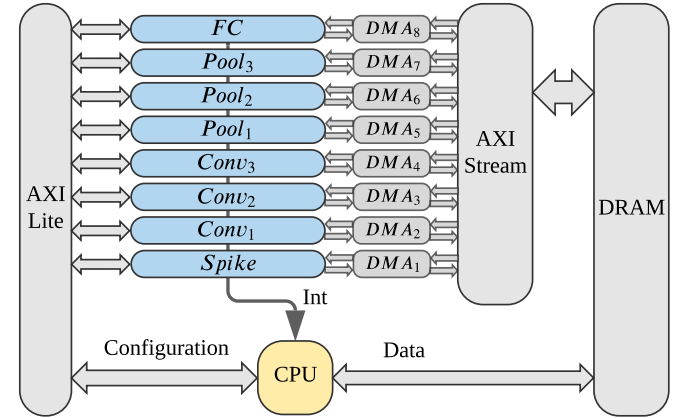 FC
DMA₈
Pool₃
DMA₇
Pool₂
DMA₆
Pool₁
DMA₅
AXI
Stream
Conv₃
DMA₄
AXI
Lite
Conv₂
DMA₃
DRAM
Conv₁
DMA₂
Spike
DMA₁
Int
Configuration
Data
CPU